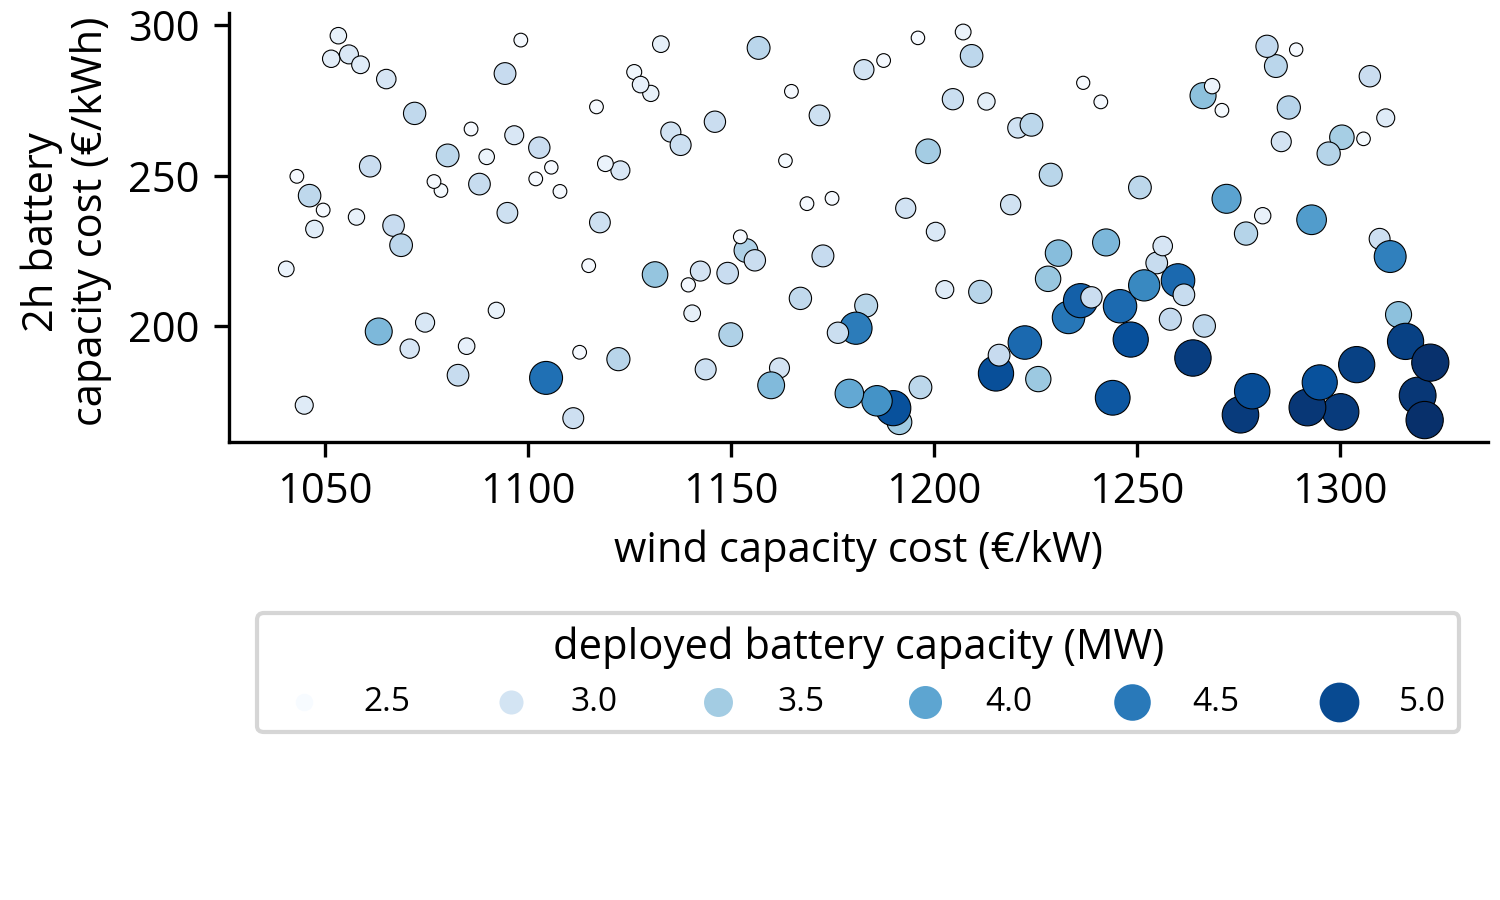 2h battery
capacity cost (€/kWh)
300
250
200
1050 1100 1150 1200 1250 1300
wind capacity cost (€/kW)
deployed battery capacity (MW)
2.5 3.0 3.5 4.0 4.5 5.0